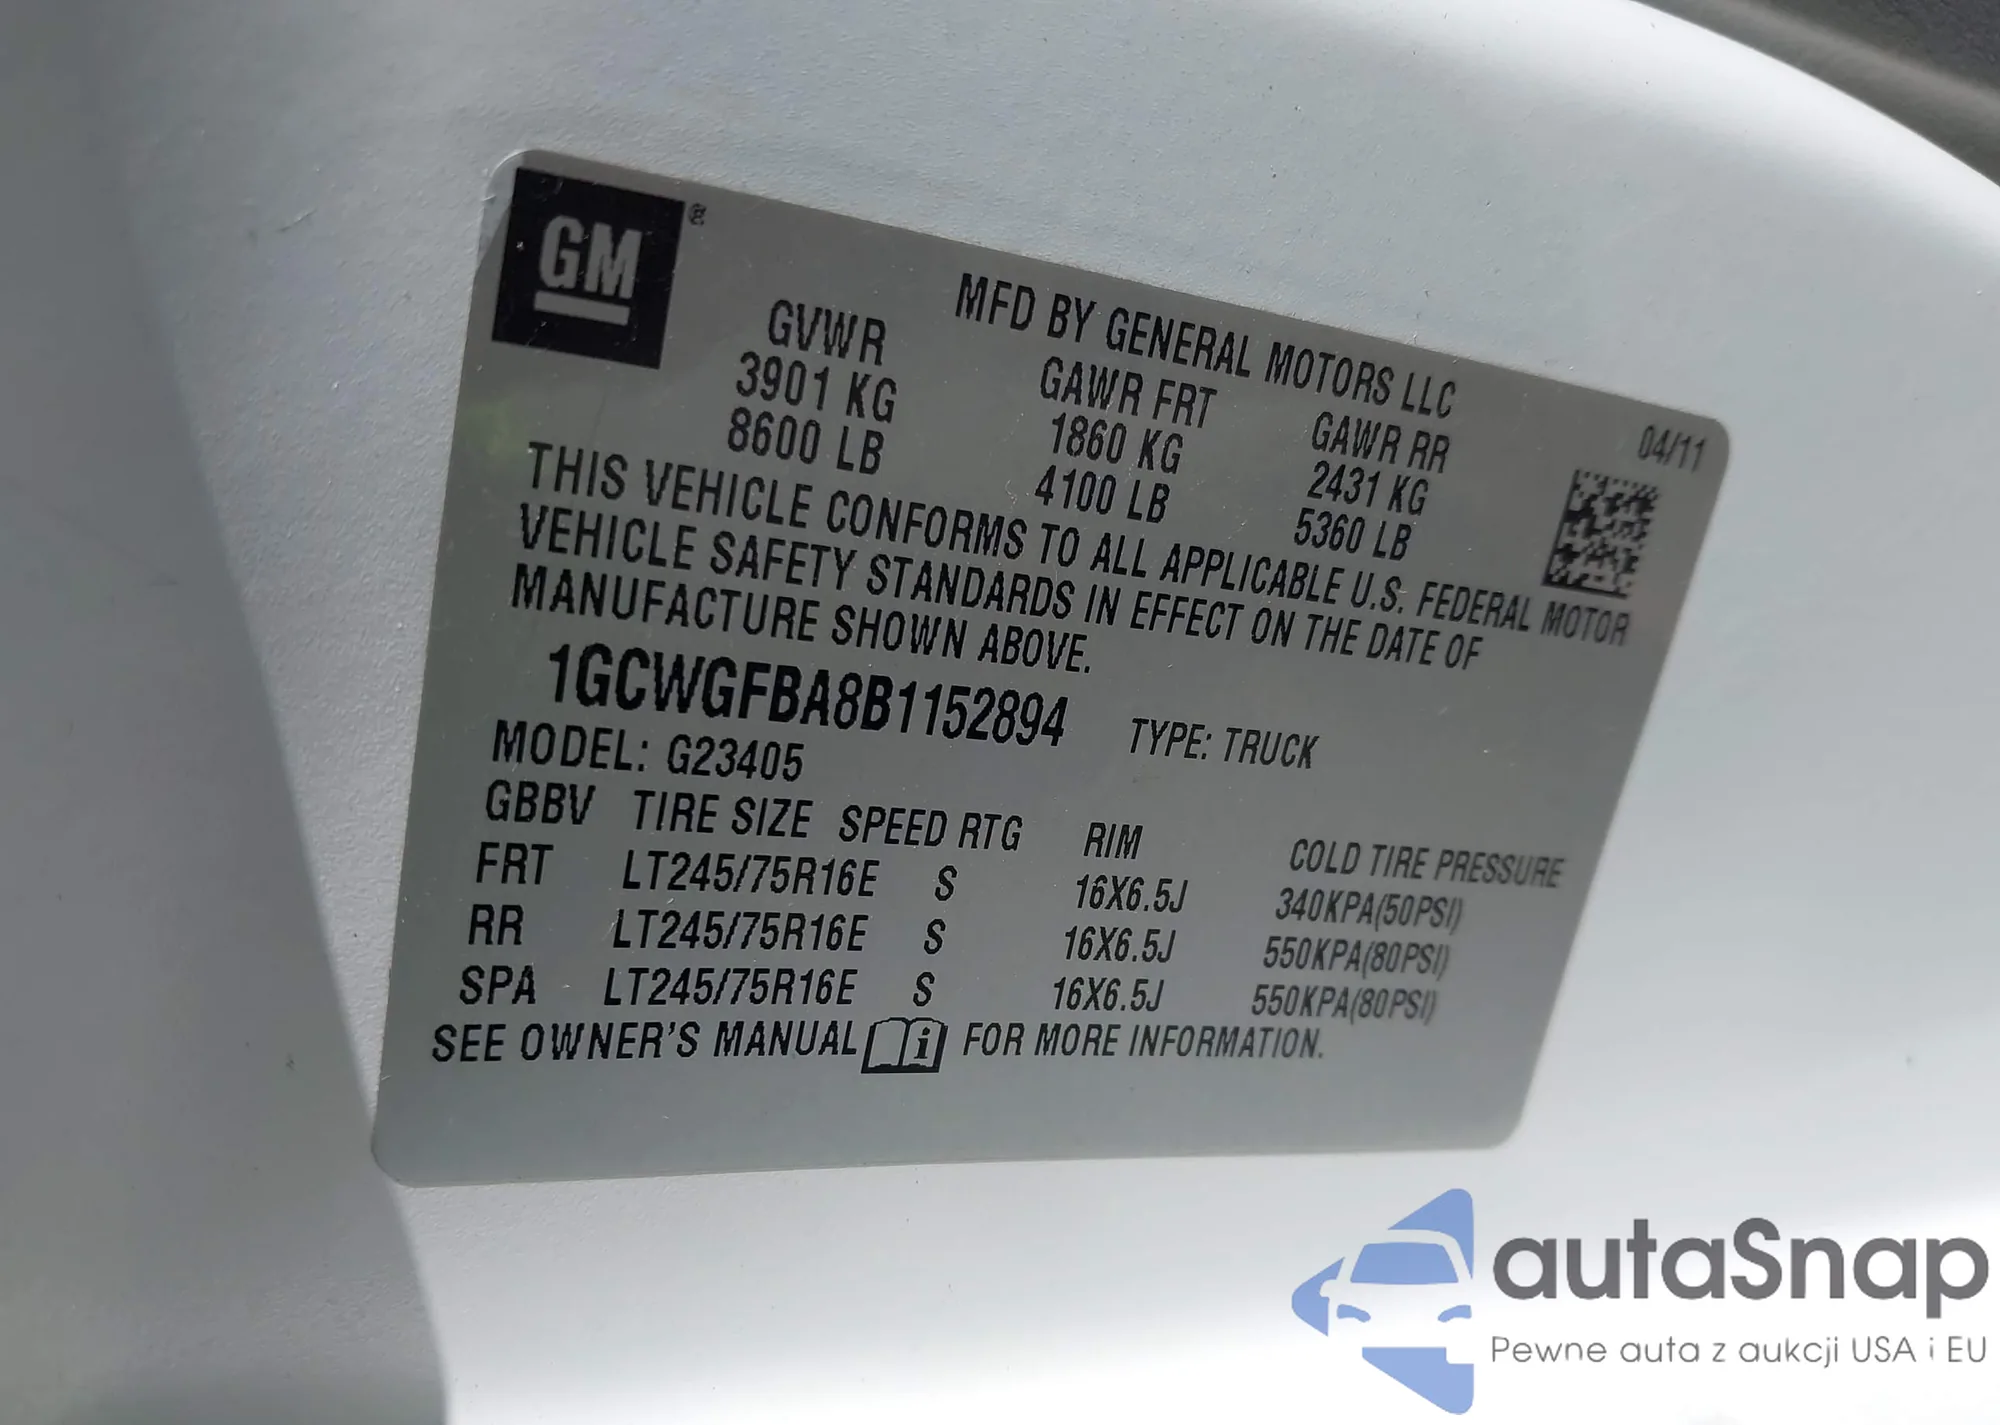 GM®
MFD BY GENERAL MOTORS LLC
04/11
GVWR GAWR FRT GAWR RR
3901 KG 1860 KG 2431 KG
8600 LB 4100 LB 5360 LB
THIS VEHICLE CONFORMS TO ALL APPLICABLE U.S. FEDERAL MOTOR
VEHICLE SAFETY STANDARDS IN EFFECT ON THE DATE OF
MANUFACTURE SHOWN ABOVE.
1GCWGFBA8B1152894 TYPE: TRUCK
MODEL: G23405
GBBV TIRE SIZE SPEED RTG RIM COLD TIRE PRESSURE
FRT LT245/75R16E S 16X6.5J 340KPA(50PSI)
RR LT245/75R16E S 16X6.5J 550KPA(80PSI)
SPA LT245/75R16E S 16X6.5J 550KPA(80PSI)
SEE OWNER'S MANUAL i FOR MORE INFORMATION.
autaSnap
Pewne auta z aukcji USA i EU